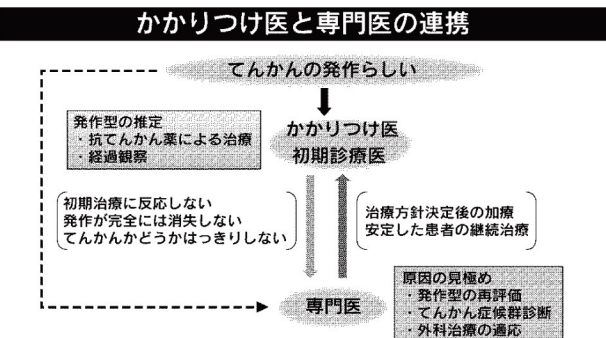 かかりつけ医と専門医の連携
てんかんの発作らしい
発作型の推定
・抗てんかん薬による治療
・経過観察
かかりつけ医
初期診療医
初期治療に反応しない
発作が完全には消失しない
てんかんかどうかはっきりしない
治療方針決定後の加療
安定した患者の継続治療
専門医
原因の見極め
・発作型の再評価
・てんかん症候群診断
・外科治療の適応